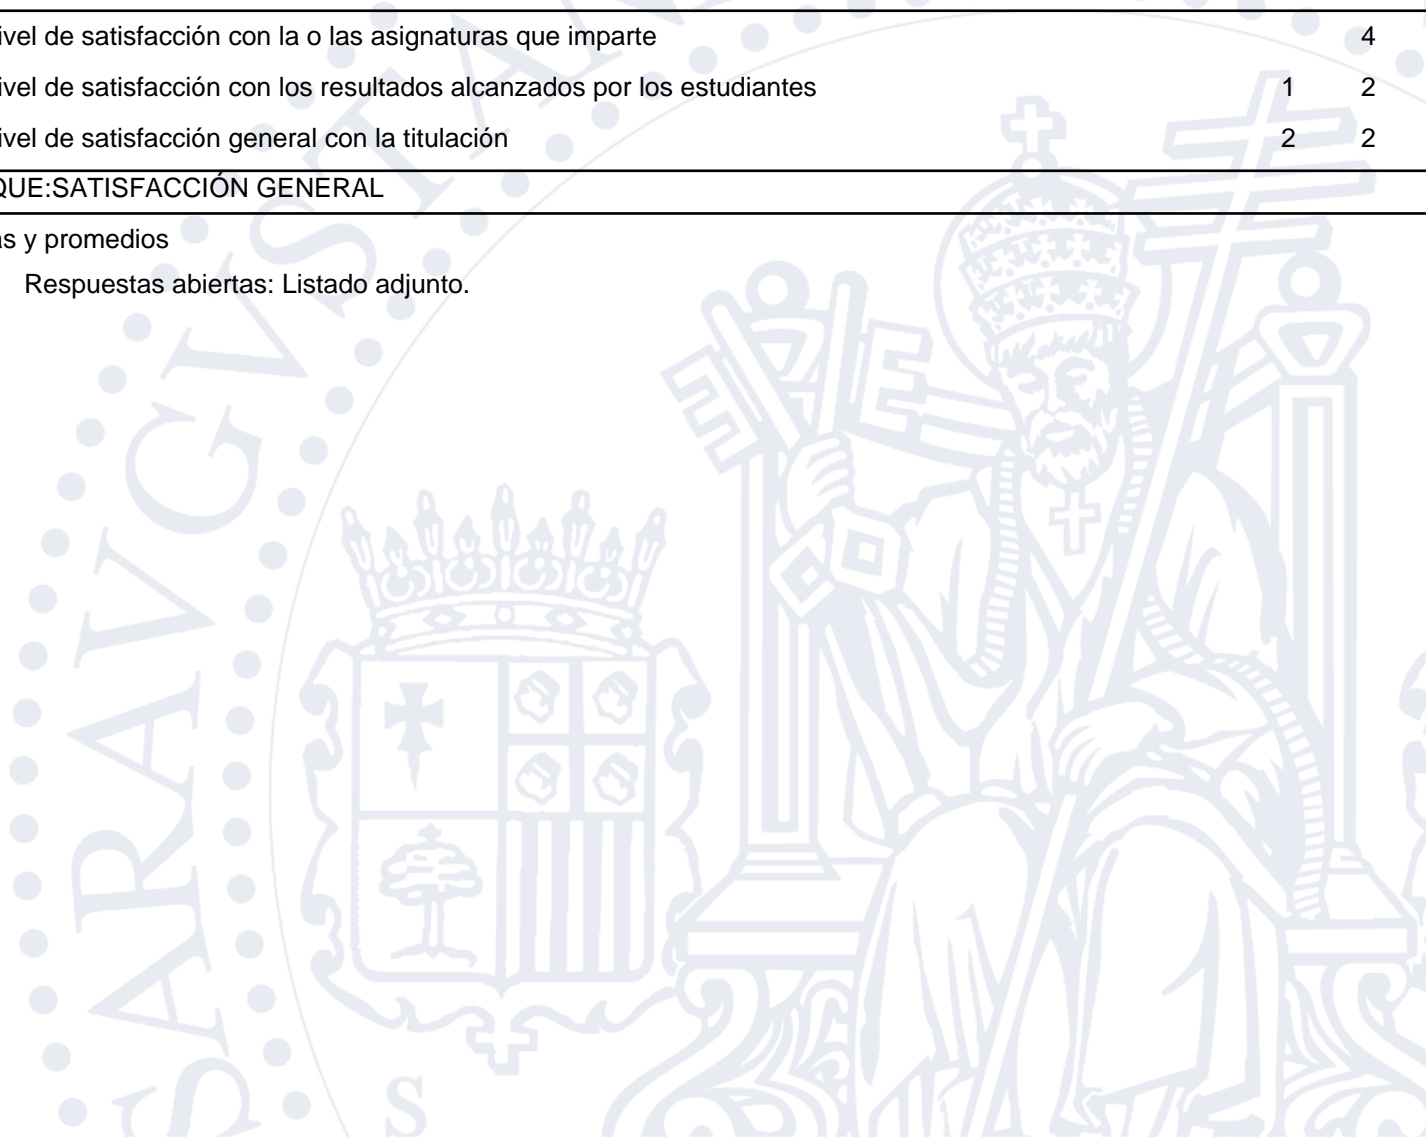 ivel de satisfacción con la o las asignaturas que imparte 4
ivel de satisfacción con los resultados alcanzados por los estudiantes 1 2
ivel de satisfacción general con la titulación 2 2
QUE:SATISFACCIÓN GENERAL
as y promedios
Respuestas abiertas: Listado adjunto.
SARAVGVSTAN
S